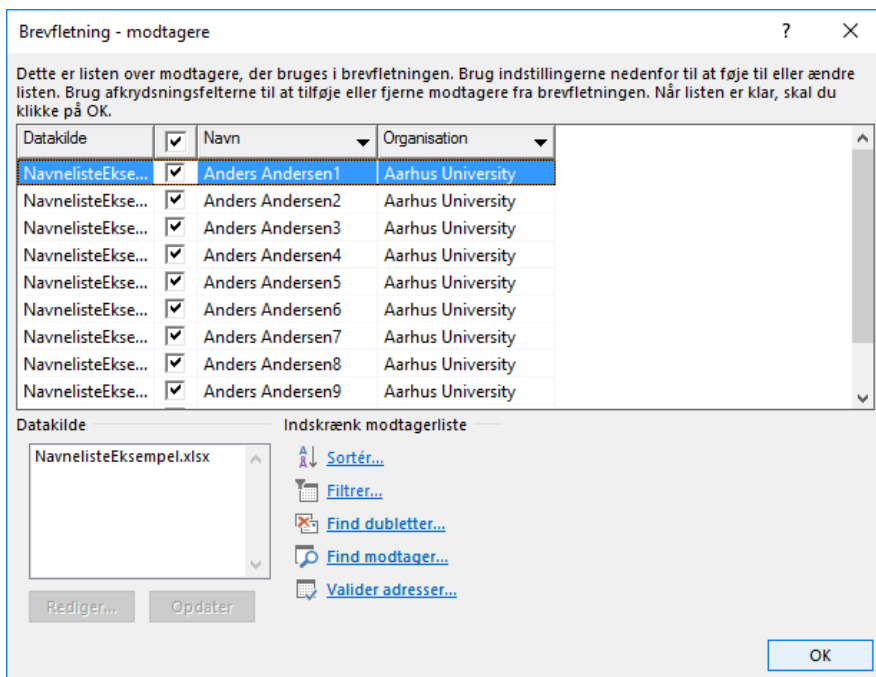 Brevfletning - modtagere
Dette er listen over modtagere, der bruges i brevfletningen. Brug indstillingerne nedenfor til at føje til eller ændre
listen. Brug afkrydsningsfelterne til at tilføje eller fjerne modtagere fra brevfletningen. Når listen er klar, skal du
klikke på OK.
Datakilde Navn Organisation
NavnelisteEkse... Anders Andersen1 Aarhus University
NavnelisteEkse... Anders Andersen2 Aarhus University
NavnelisteEkse... Anders Andersen3 Aarhus University
NavnelisteEkse... Anders Andersen4 Aarhus University
NavnelisteEkse... Anders Andersen5 Aarhus University
NavnelisteEkse... Anders Andersen6 Aarhus University
NavnelisteEkse... Anders Andersen7 Aarhus University
NavnelisteEkse... Anders Andersen8 Aarhus University
NavnelisteEkse... Anders Andersen9 Aarhus University
Datakilde
NavnelisteEksempel.xlsx
Rediger... Opdater
Indskrænk modtagerliste
Sortér...
Filtrer...
Find dubletter...
Find modtager...
Valider adresser...
OK